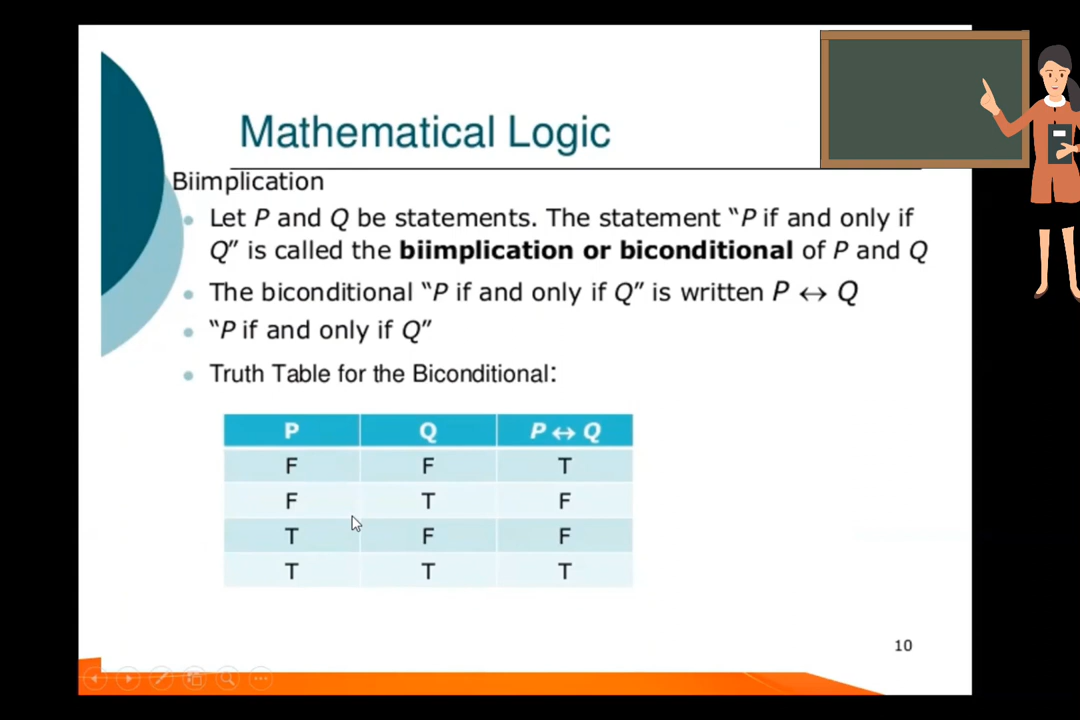 Mathematical Logic
Biimplication
Let P and Q be statements. The statement “P if and only if
Q” is called the biimplication or biconditional of P and Q
The biconditional “P if and only if Q” is written P ↔ Q
“P if and only if Q”
Truth Table for the Biconditional:
P Q P ↔ Q
F F T
F T F
T F F
T T T
10